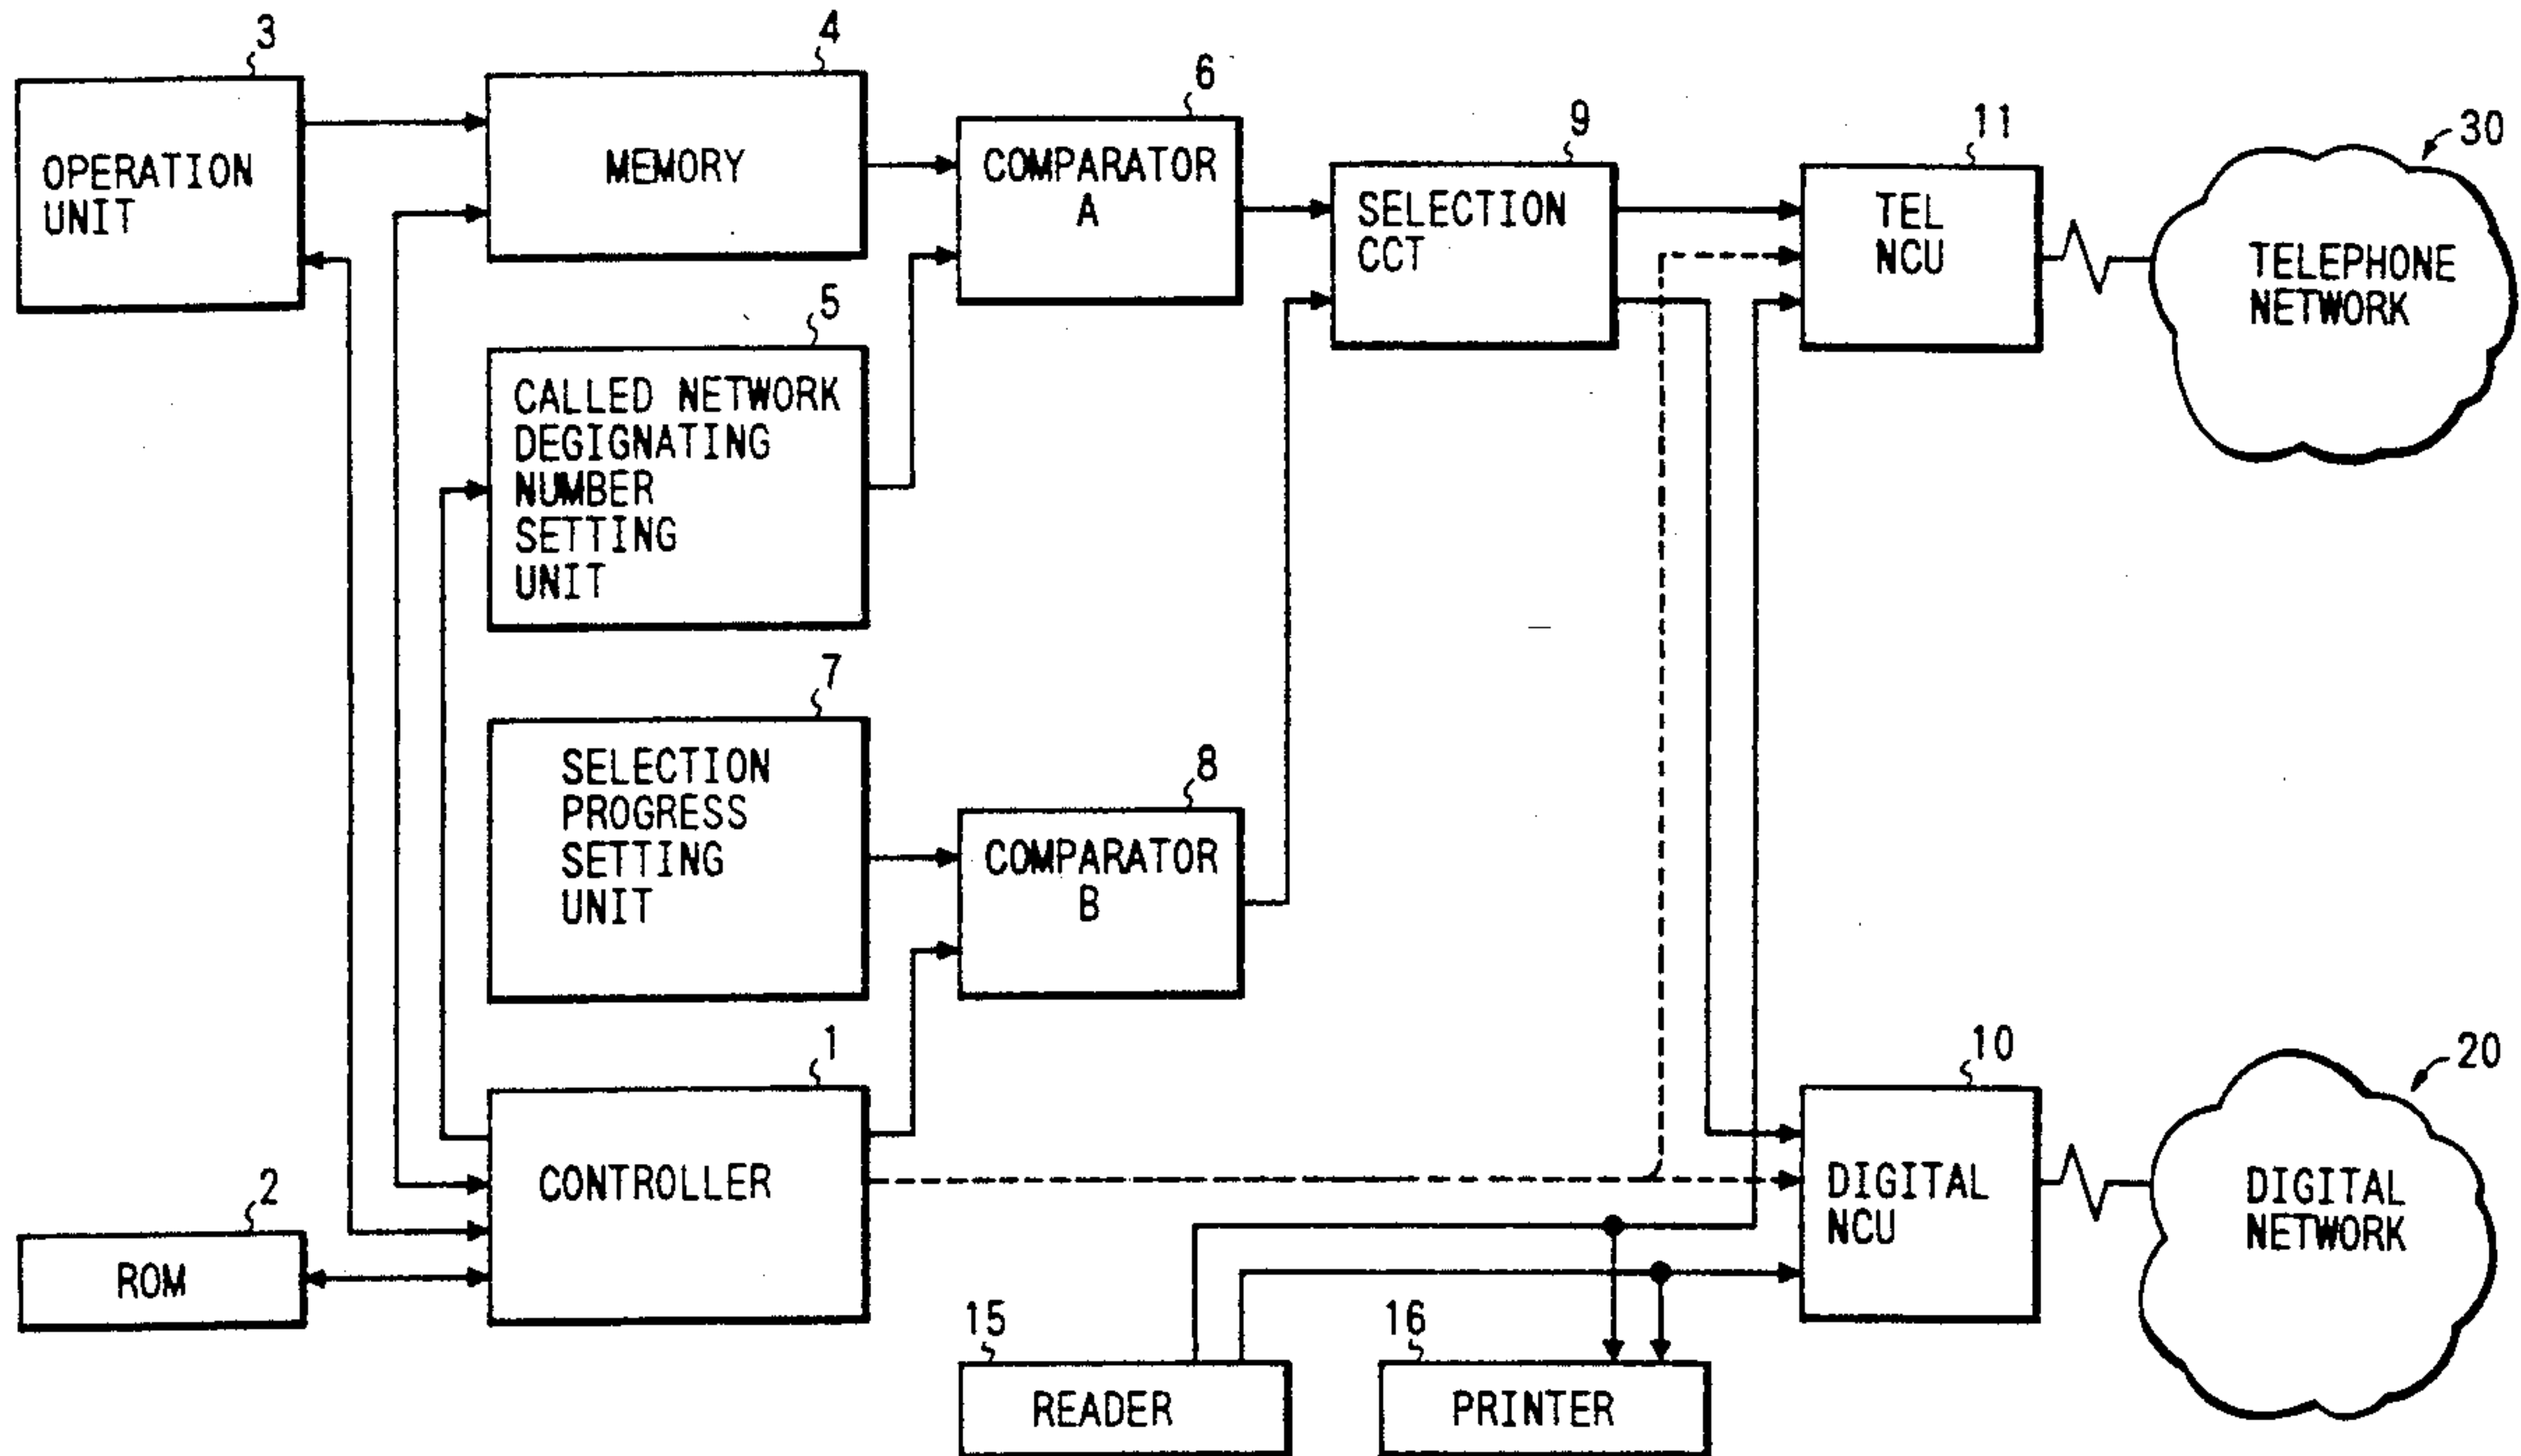 3
OPERATION
UNIT
4
MEMORY
6
COMPARATOR
A
9
SELECTION
CCT
11
TEL
NCU
30
TELEPHONE
NETWORK
5
CALLED NETWORK
DEGIGNATING
NUMBER
SETTING
UNIT
7
SELECTION
PROGRESS
SETTING
UNIT
8
COMPARATOR
B
1
CONTROLLER
2
ROM
10
DIGITAL
NCU
20
DIGITAL
NETWORK
15
READER
16
PRINTER